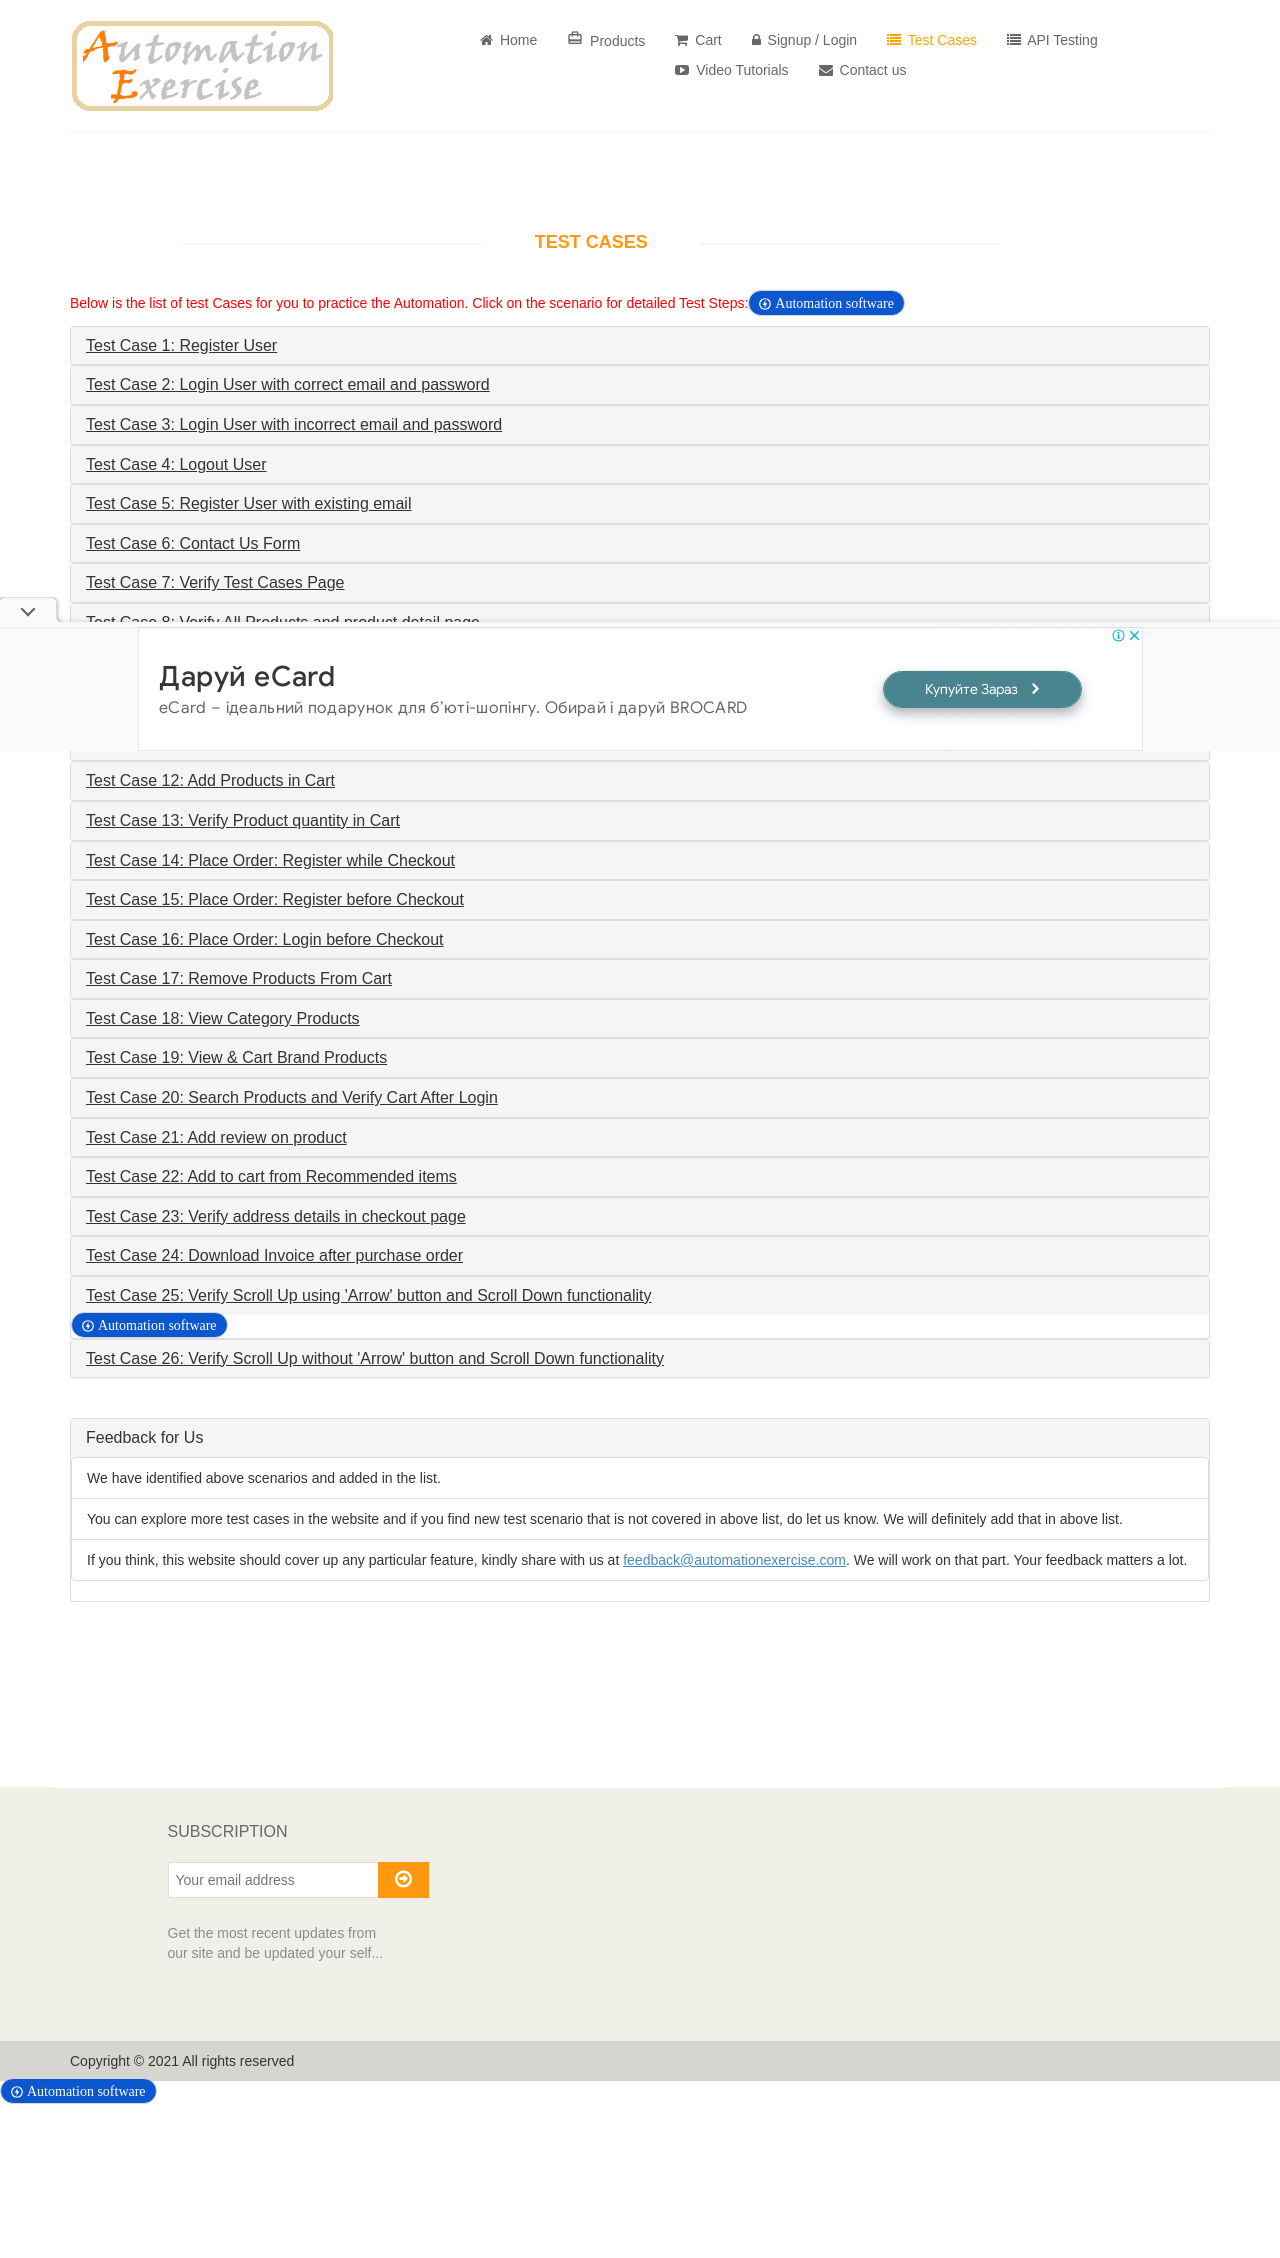 Automation
Exercise
Home Products Cart Signup / Login Test Cases API Testing
Video Tutorials Contact us
TEST CASES
Below is the list of test Cases for you to practice the Automation. Click on the scenario for detailed Test Steps: Automation software
Test Case 1: Register User
Test Case 2: Login User with correct email and password
Test Case 3: Login User with incorrect email and password
Test Case 4: Logout User
Test Case 5: Register User with existing email
Test Case 6: Contact Us Form
Test Case 7: Verify Test Cases Page
Test Case 8: Verify All Products and product detail page
Даруй eCard
eCard – ідеальний подарунок для б’юті-шопінгу. Обирай і даруй BROCARD
Купуйте Зараз
Test Case 12: Add Products in Cart
Test Case 13: Verify Product quantity in Cart
Test Case 14: Place Order: Register while Checkout
Test Case 15: Place Order: Register before Checkout
Test Case 16: Place Order: Login before Checkout
Test Case 17: Remove Products From Cart
Test Case 18: View Category Products
Test Case 19: View & Cart Brand Products
Test Case 20: Search Products and Verify Cart After Login
Test Case 21: Add review on product
Test Case 22: Add to cart from Recommended items
Test Case 23: Verify address details in checkout page
Test Case 24: Download Invoice after purchase order
Test Case 25: Verify Scroll Up using 'Arrow' button and Scroll Down functionality
Automation software
Test Case 26: Verify Scroll Up without 'Arrow' button and Scroll Down functionality
Feedback for Us
We have identified above scenarios and added in the list.
You can explore more test cases in the website and if you find new test scenario that is not covered in above list, do let us know. We will definitely add that in above list.
If you think, this website should cover up any particular feature, kindly share with us at feedback@automationexercise.com. We will work on that part. Your feedback matters a lot.
SUBSCRIPTION
Your email address
Get the most recent updates from
our site and be updated your self...
Copyright © 2021 All rights reserved
Automation software